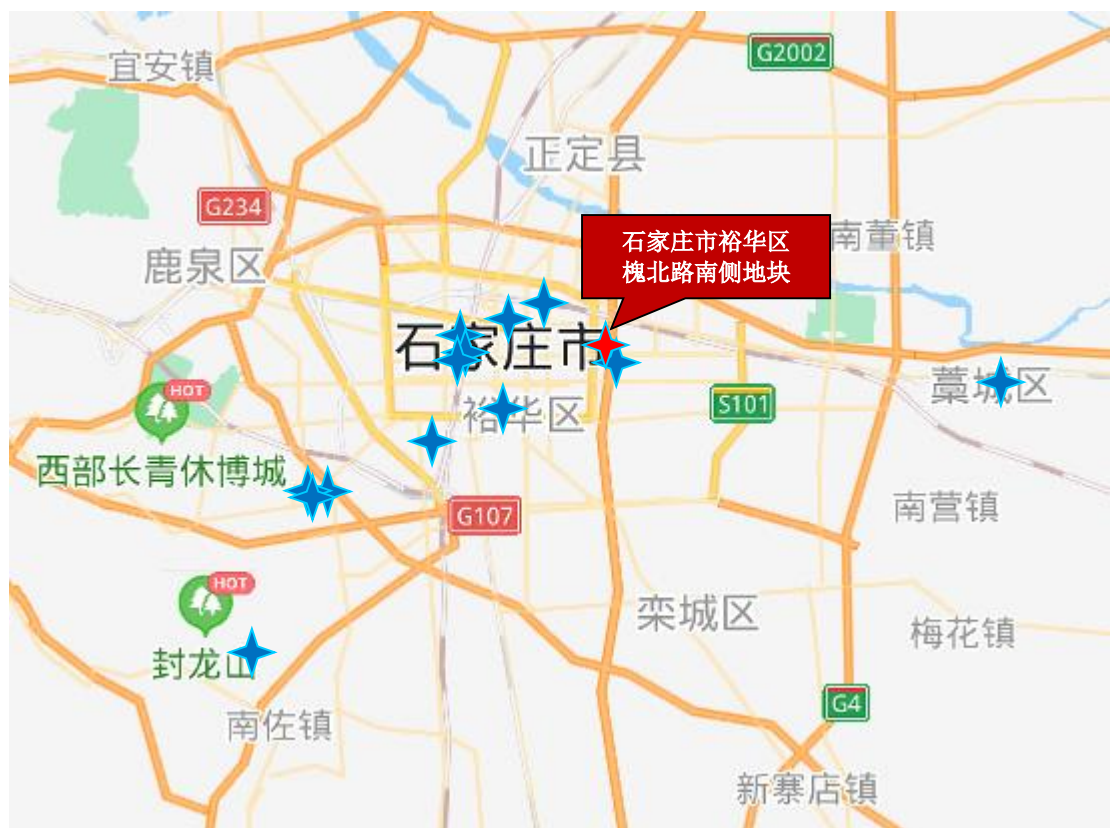 G2002
宜安镇
正定县
G234
石家庄市裕华区
槐北路南侧地块
南董镇
鹿泉区
石家庄市
HOT
藁城区
S101
裕华区
西部长青休博城
G107
南营镇
HOT
栾城区
梅花镇
封龙山
G4
南佐镇
新寨店镇